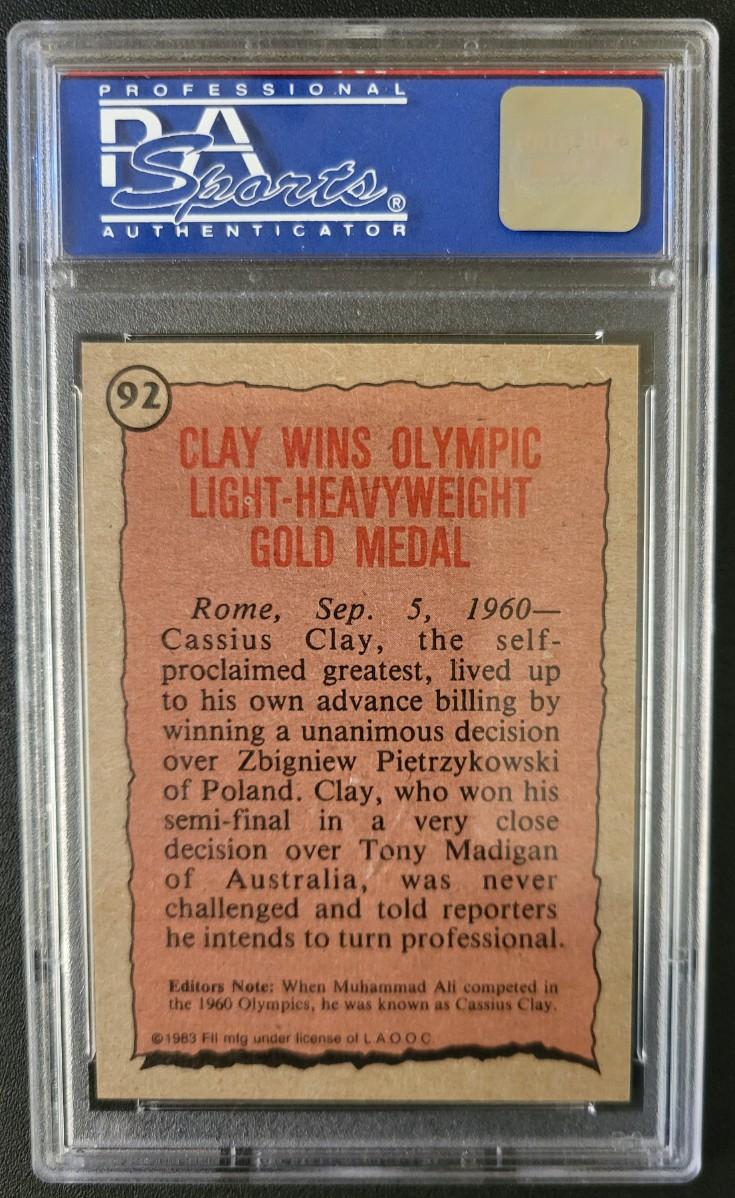 PROFESSIONAL
PSA
Sports®
AUTHENTICATOR
92
CLAY WINS OLYMPIC
LIGHT-HEAVYWEIGHT
GOLD MEDAL
Rome, Sep. 5, 1960—
Cassius Clay, the self-
proclaimed greatest, lived up
to his own advance billing by
winning a unanimous decision
over Zbigniew Pietrzykowski
of Poland. Clay, who won his
semi-final in a very close
decision over Tony Madigan
of Australia, was never
challenged and told reporters
he intends to turn professional.
Editors Note: When Muhammad Ali competed in
the 1960 Olympics, he was known as Cassius Clay.
©1983 FII mfg under license of L.A.O.O.C.